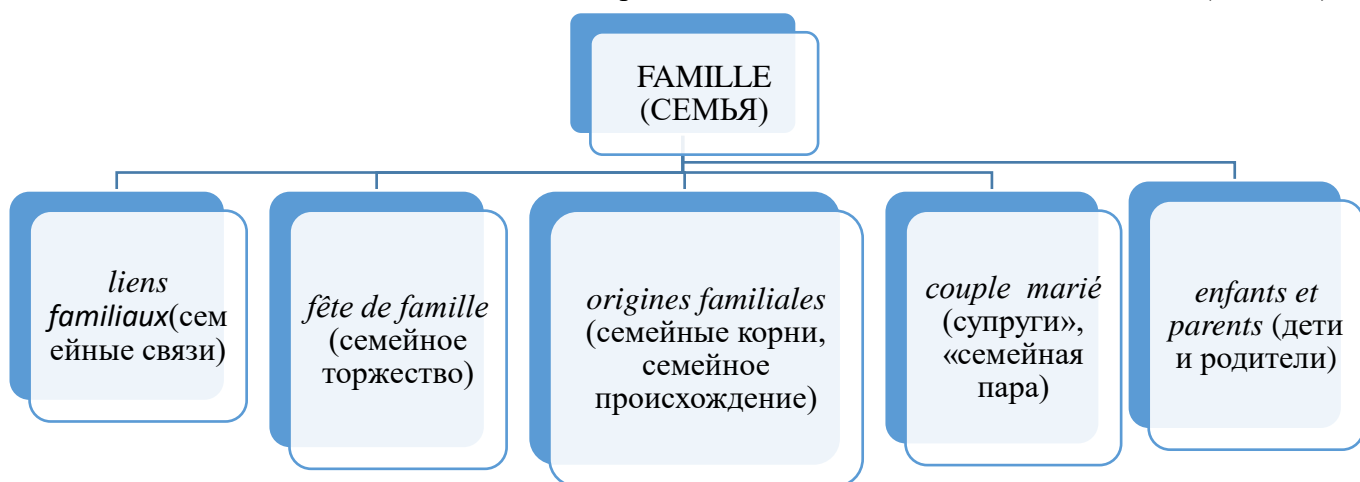 FAMILLE
(СЕМЬЯ)
liens
familiaux(сем
ейные связи)
fête de famille
(семейное
торжество)
origines familiales
(семейные корни,
семейное
происхождение)
couple marié
(супруги»,
«семейная
пара)
enfants et
parents (дети
и родители)